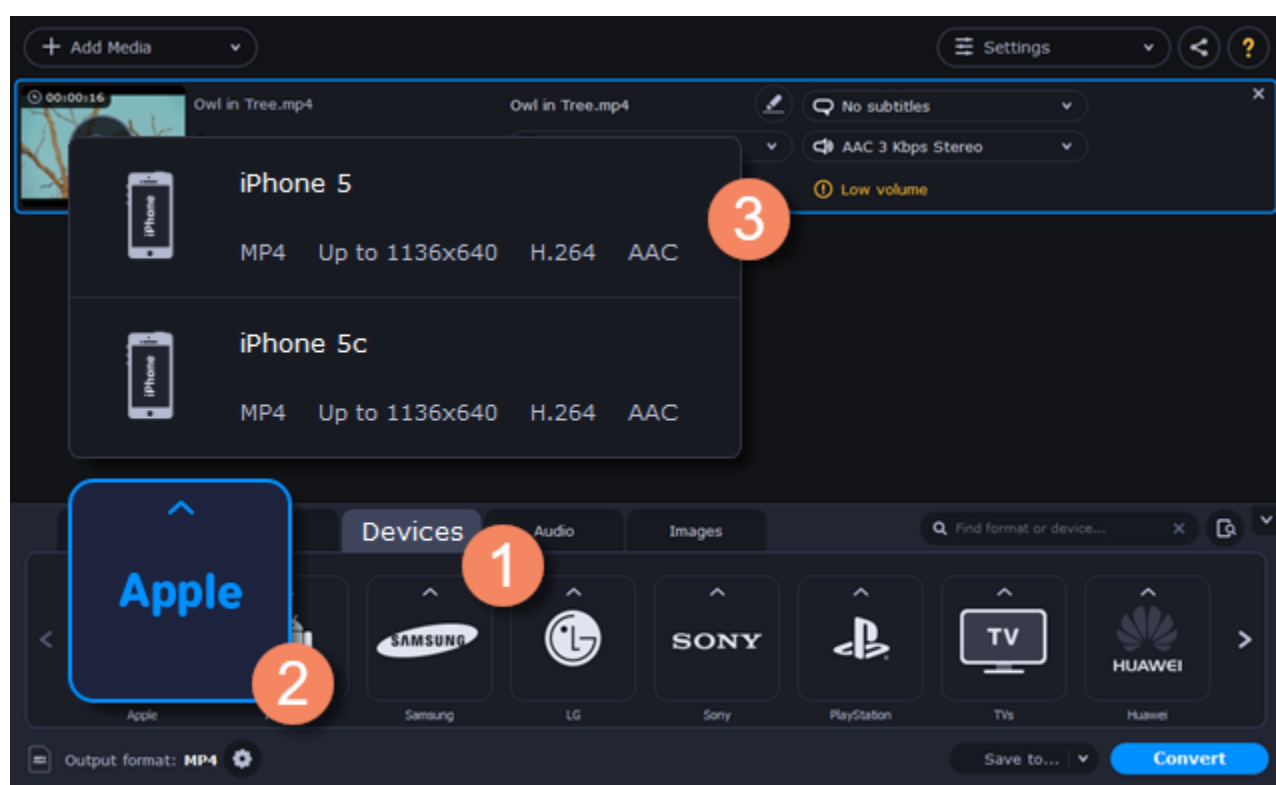 Add Media
Settings
?
00:00:16
Owl in Tree.mp4
Owl in Tree.mp4
No subtitles
AAC 3 Kbps Stereo
Low volume
iPhone
iPhone 5
MP4 Up to 1136x640 H.264 AAC
3
iPhone
iPhone 5c
MP4 Up to 1136x640 H.264 AAC
Devices
1
Audio
Images
Find format or device...
Apple
2
SAMSUNG
LG
SONY
TV
HUAWEI
Apple
Samsung
LG
Sony
PlayStation
TVs
Huawei
Output format: MP4
Save to...
Convert